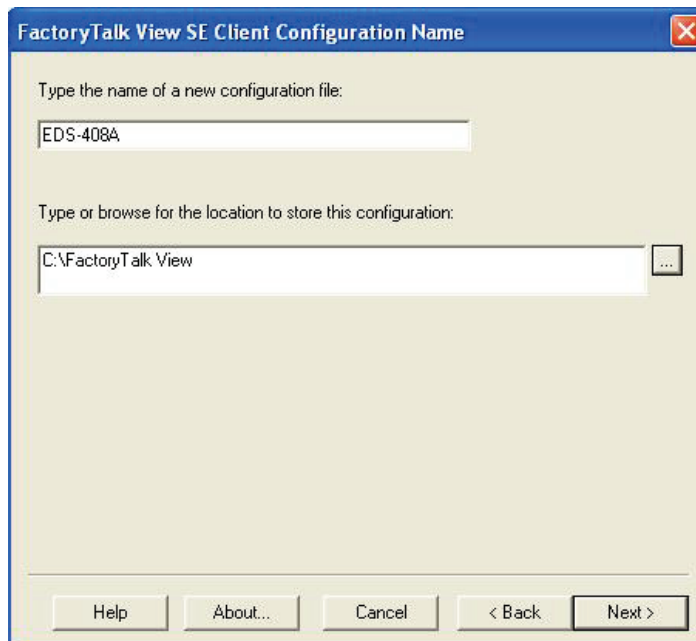 FactoryTalk View SE Client Configuration Name
Type the name of a new configuration file:
EDS-408A
Type or browse for the location to store this configuration:
C:\FactoryTalk View
...
Help
About...
Cancel
< Back
Next >